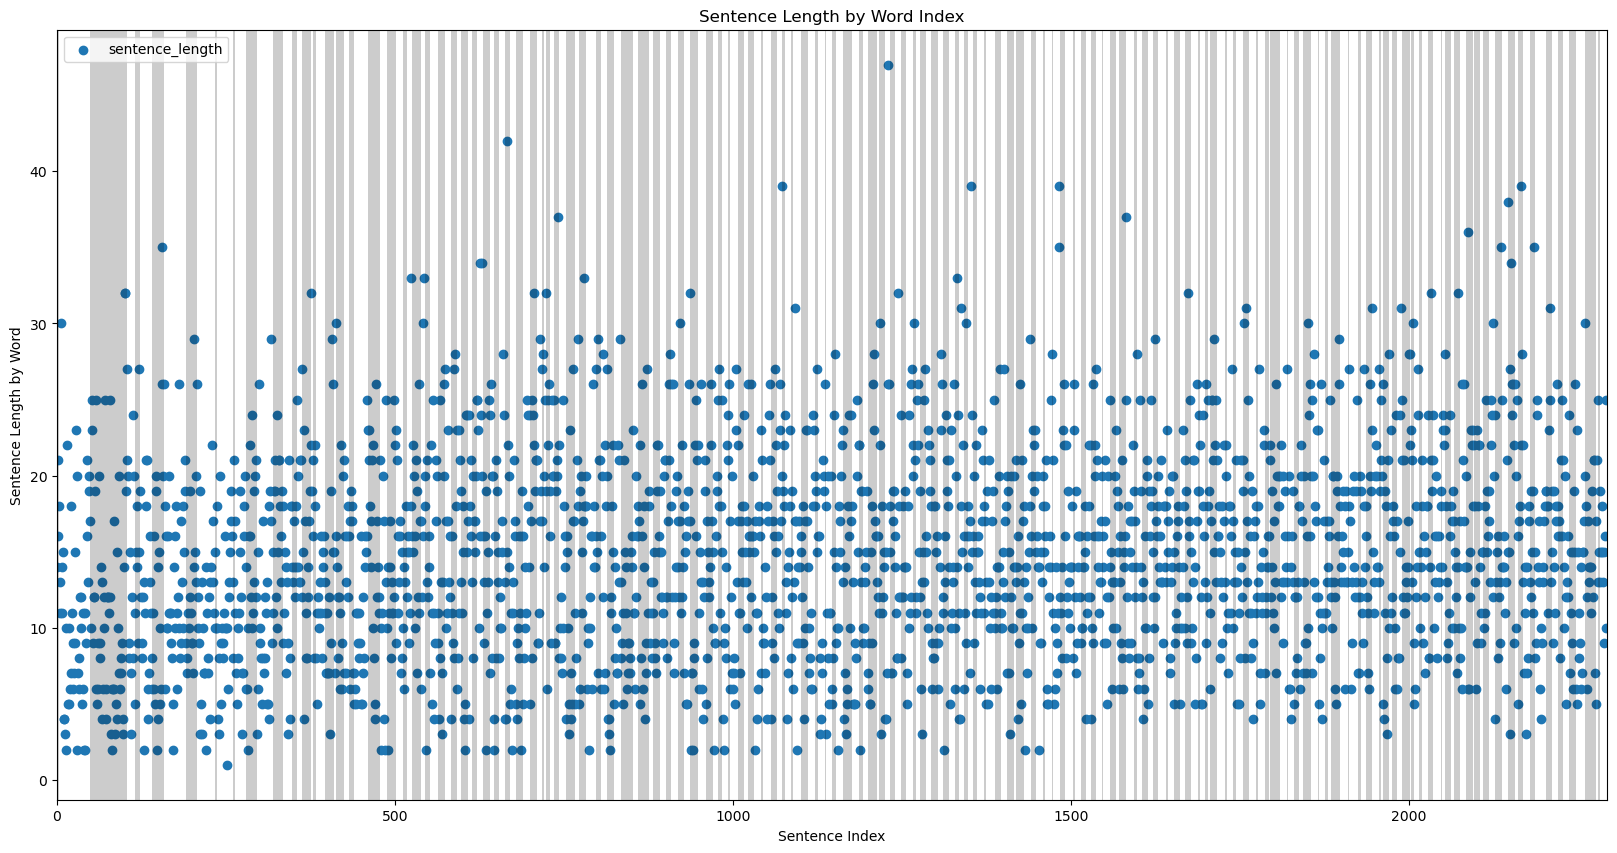 Sentence Length by Word Index
sentence_length
Sentence Length by Word
40
30
20
10
0
0 500 1000 1500 2000
Sentence Index